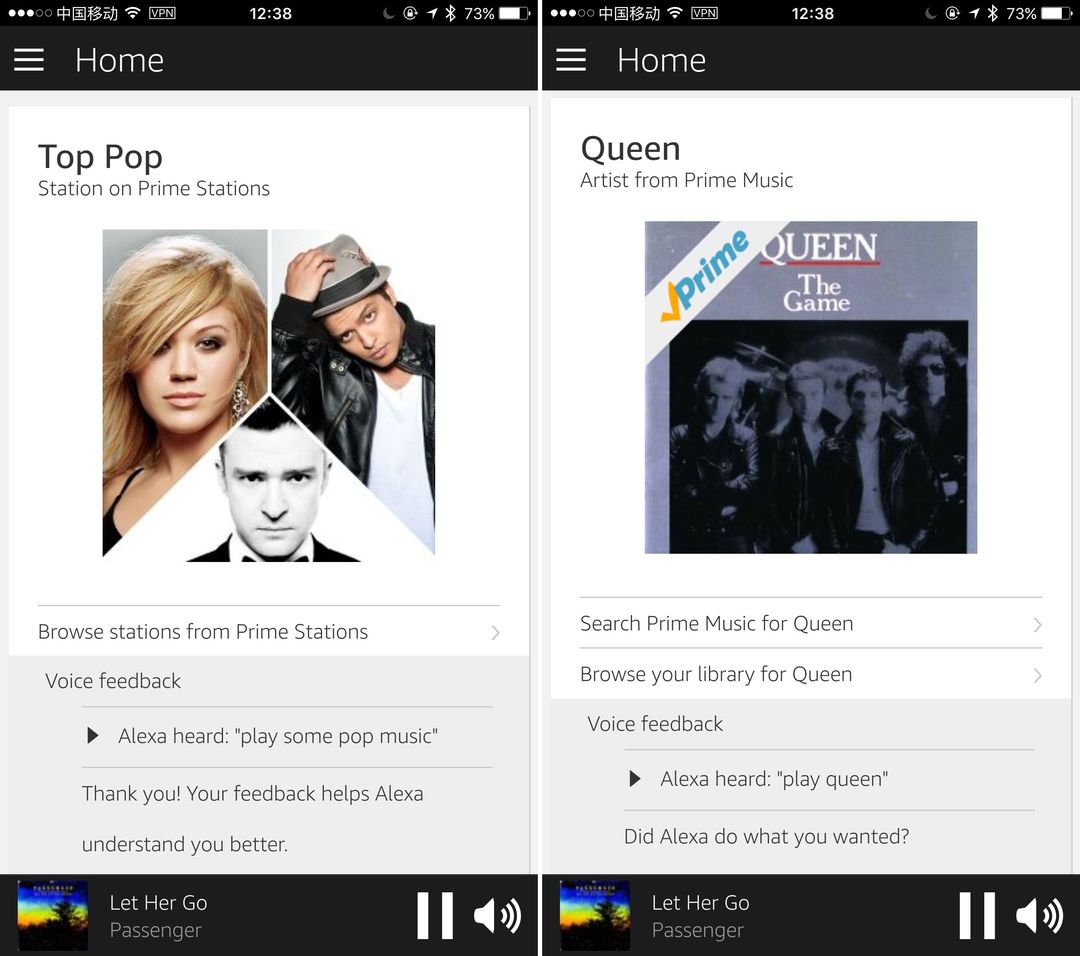 中国移动 VPN 12:38 73%
Home
Top Pop
Station on Prime Stations
Browse stations from Prime Stations
Voice feedback
Alexa heard: "play some pop music"
Thank you! Your feedback helps Alexa
understand you better.
Let Her Go
Passenger
中国移动 VPN 12:38 73%
Home
Queen
Artist from Prime Music
Prime
QUEEN
The
Game
Search Prime Music for Queen
Browse your library for Queen
Voice feedback
Alexa heard: "play queen"
Did Alexa do what you wanted?
Let Her Go
Passenger